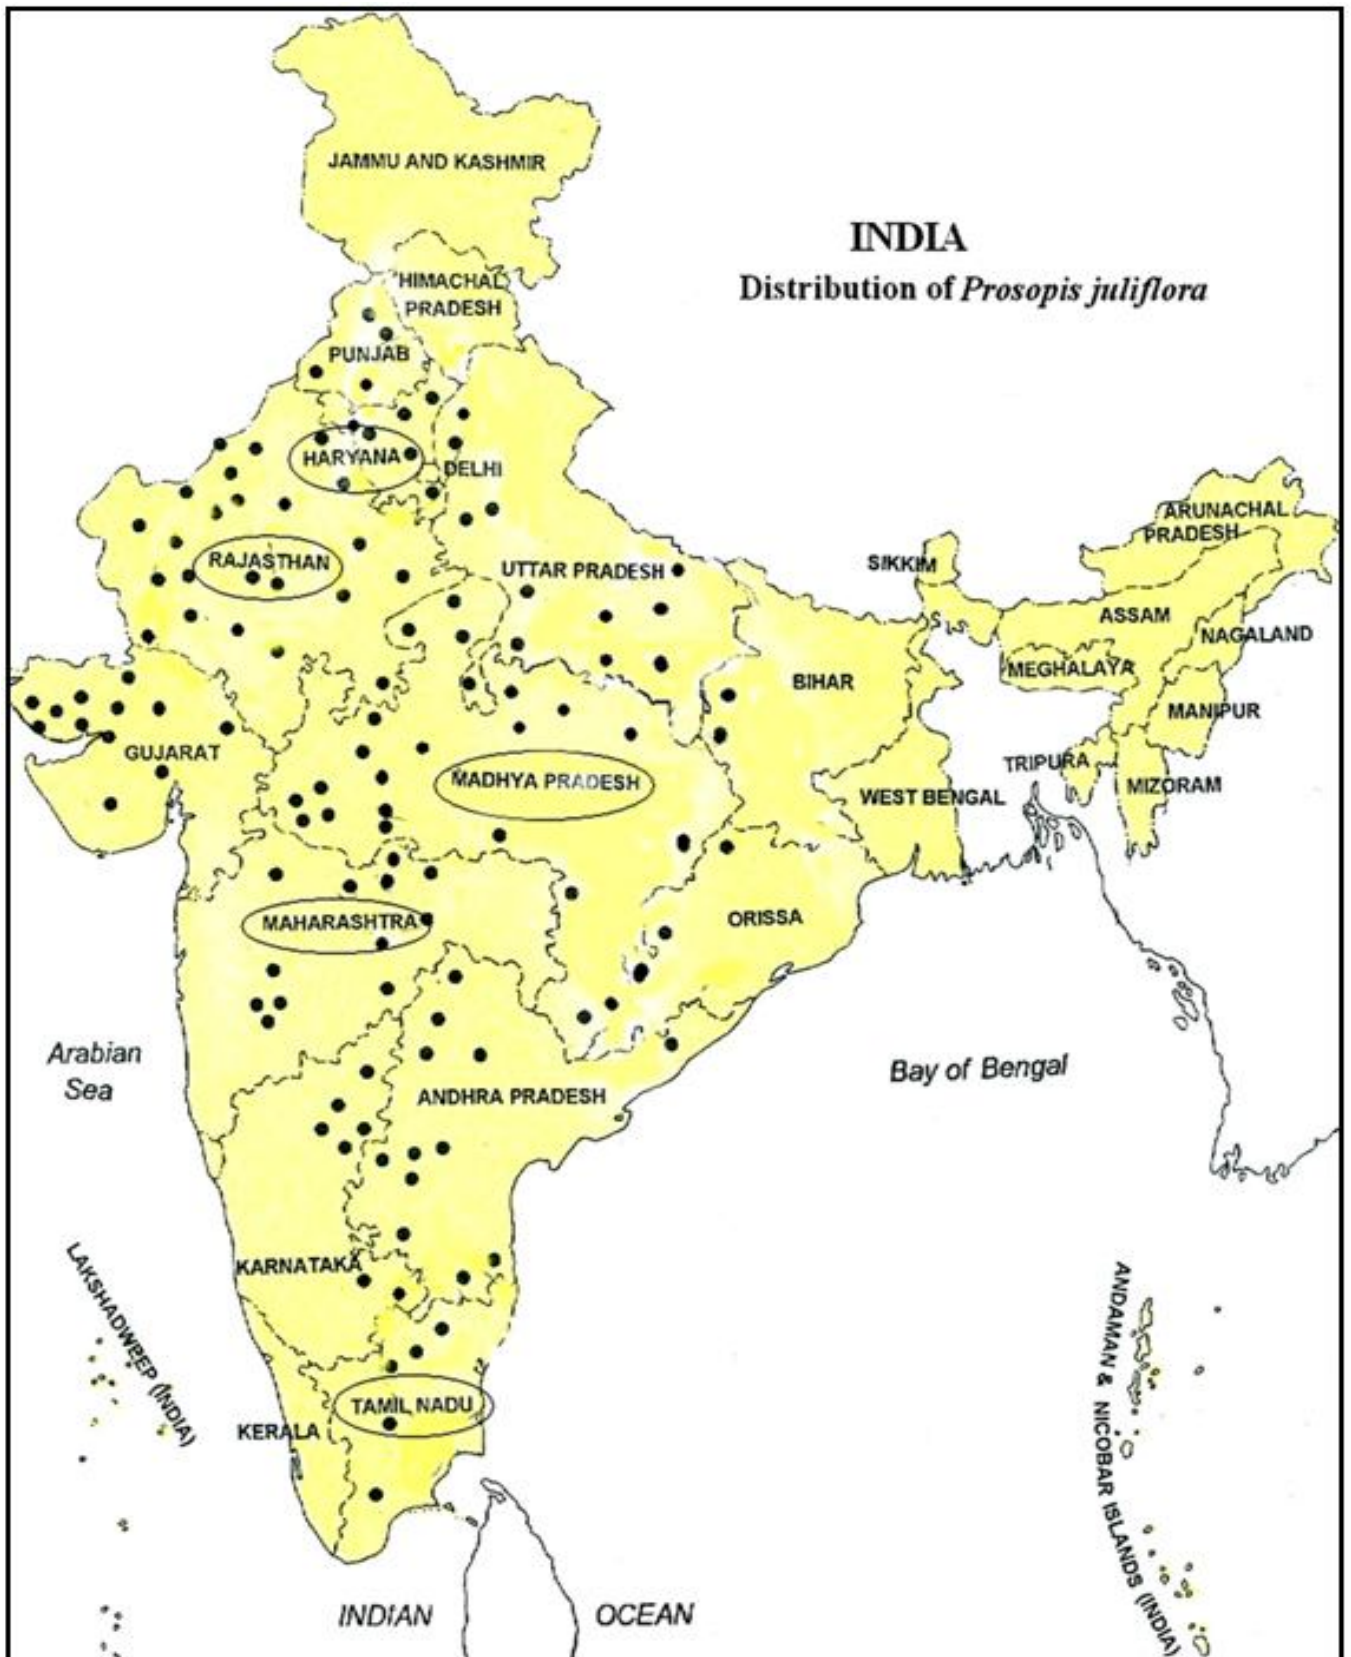 JAMMU AND KASHMIR
INDIA
Distribution of Prosopis juliflora
HIMACHAL
PRADESH
PUNJAB
HARYANA
DELHI
RAJASTHAN
UTTAR PRADESH
SIKKIM
ARUNACHAL
PRADESH
ASSAM
NAGALAND
MEGHALAYA
BIHAR
MANIPUR
GUJARAT
MADHYA PRADESH
TRIPURA
MIZORAM
WEST BENGAL
MAHARASHTRA
ORISSA
Arabian
Sea
Bay of Bengal
ANDHRA PRADESH
KARNATAKA
LAKSHADWEEP (INDIA)
ANDAMAN & NICOBAR ISLANDS (INDIA)
TAMIL NADU
KERALA
INDIAN OCEAN